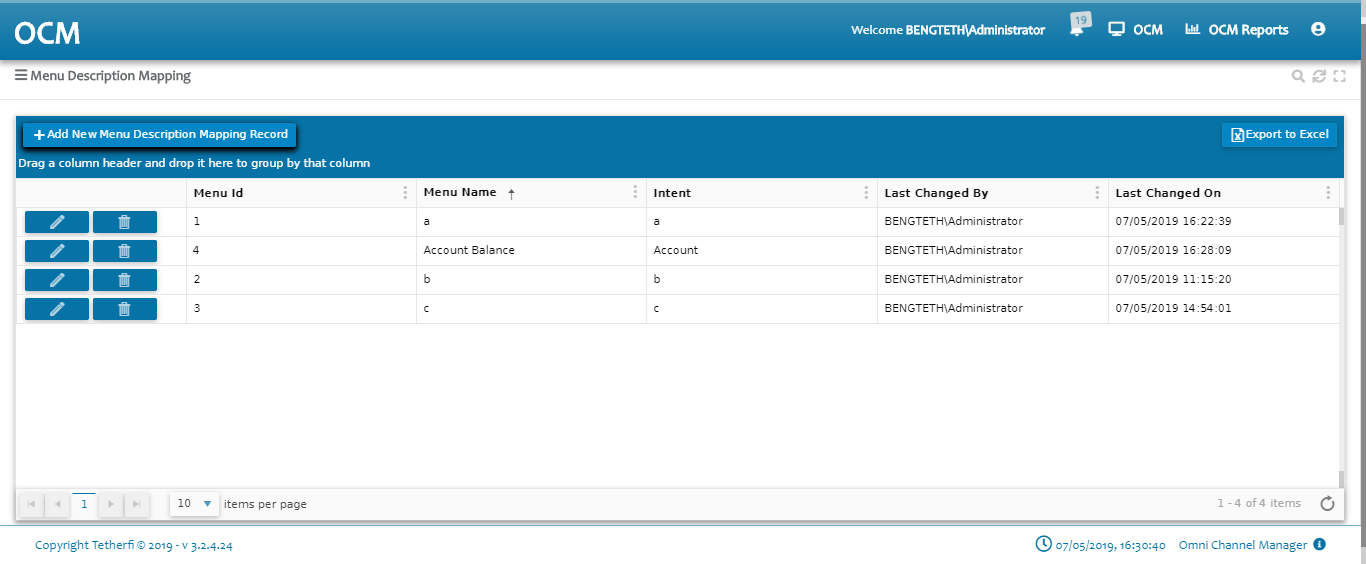 OCM
Welcome BENGTETH\Administrator
19
OCM
OCM Reports
Menu Description Mapping
Add New Menu Description Mapping Record
Export to Excel
Drag a column header and drop it here to group by that column
Menu Id Menu Name Intent Last Changed By Last Changed On
1 a a BENGTETH\Administrator 07/05/2019 16:22:39
4 Account Balance Account BENGTETH\Administrator 07/05/2019 16:28:09
2 b b BENGTETH\Administrator 07/05/2019 11:15:20
3 c c BENGTETH\Administrator 07/05/2019 14:54:01
1 10 items per page 1 - 4 of 4 items
Copyright Tetherfi © 2019 - v 3.2.4.24 07/05/2019, 16:30:40 Omni Channel Manager